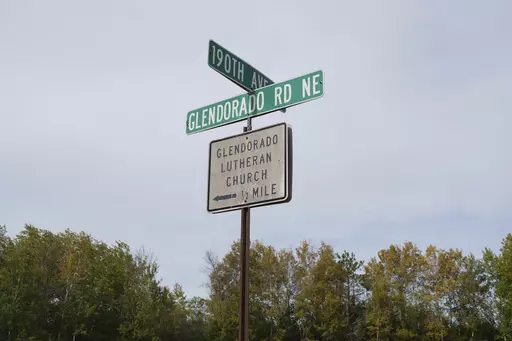 190TH AVE
GLENDORADO RD NE
GLENDORADO
LUTHERAN
CHURCH
½ MILE